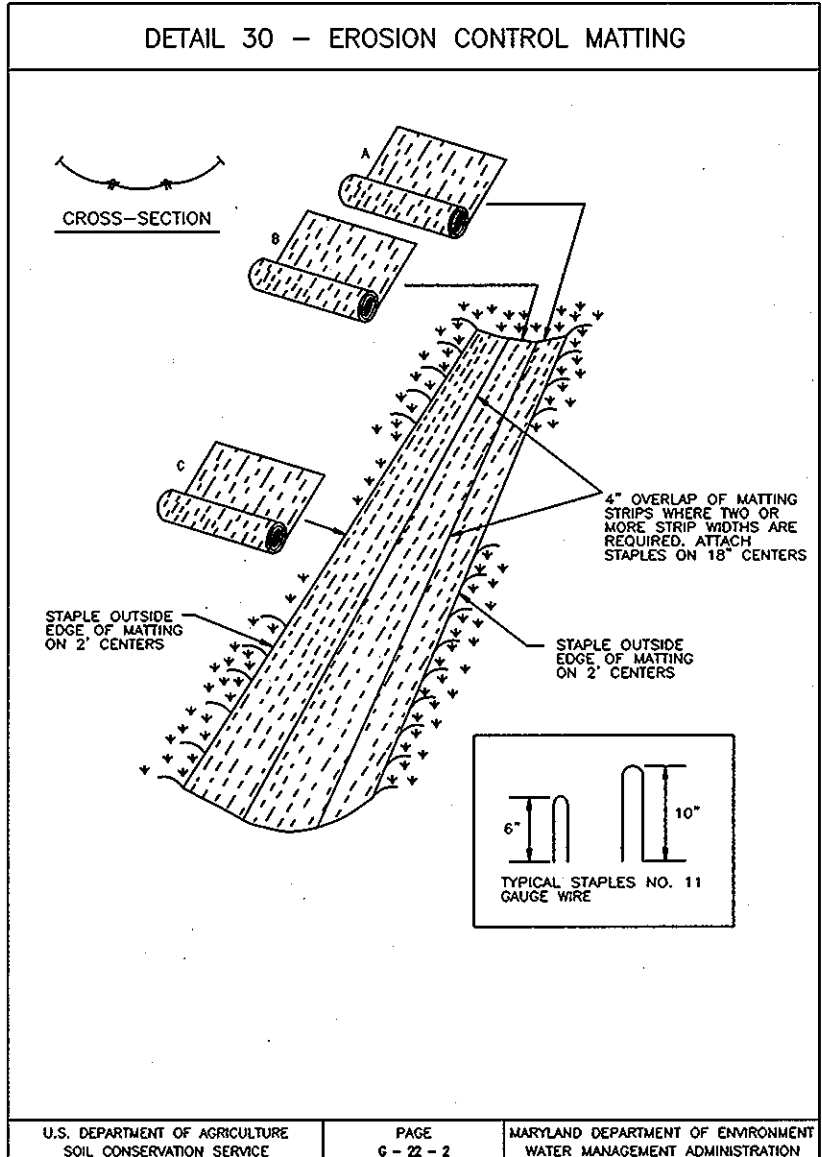 DETAIL 30 – EROSION CONTROL MATTING
CROSS-SECTION
A
B
C
4" OVERLAP OF MATTING
STRIPS WHERE TWO OR
MORE STRIP WIDTHS ARE
REQUIRED. ATTACH
STAPLES ON 18" CENTERS
STAPLE OUTSIDE
EDGE OF MATTING
ON 2' CENTERS
STAPLE OUTSIDE
EDGE OF MATTING
ON 2' CENTERS
6"
10"
TYPICAL STAPLES NO. 11
GAUGE WIRE
U.S. DEPARTMENT OF AGRICULTURE
SOIL CONSERVATION SERVICE
PAGE
G – 22 – 2
MARYLAND DEPARTMENT OF ENVIRONMENT
WATER MANAGEMENT ADMINISTRATION